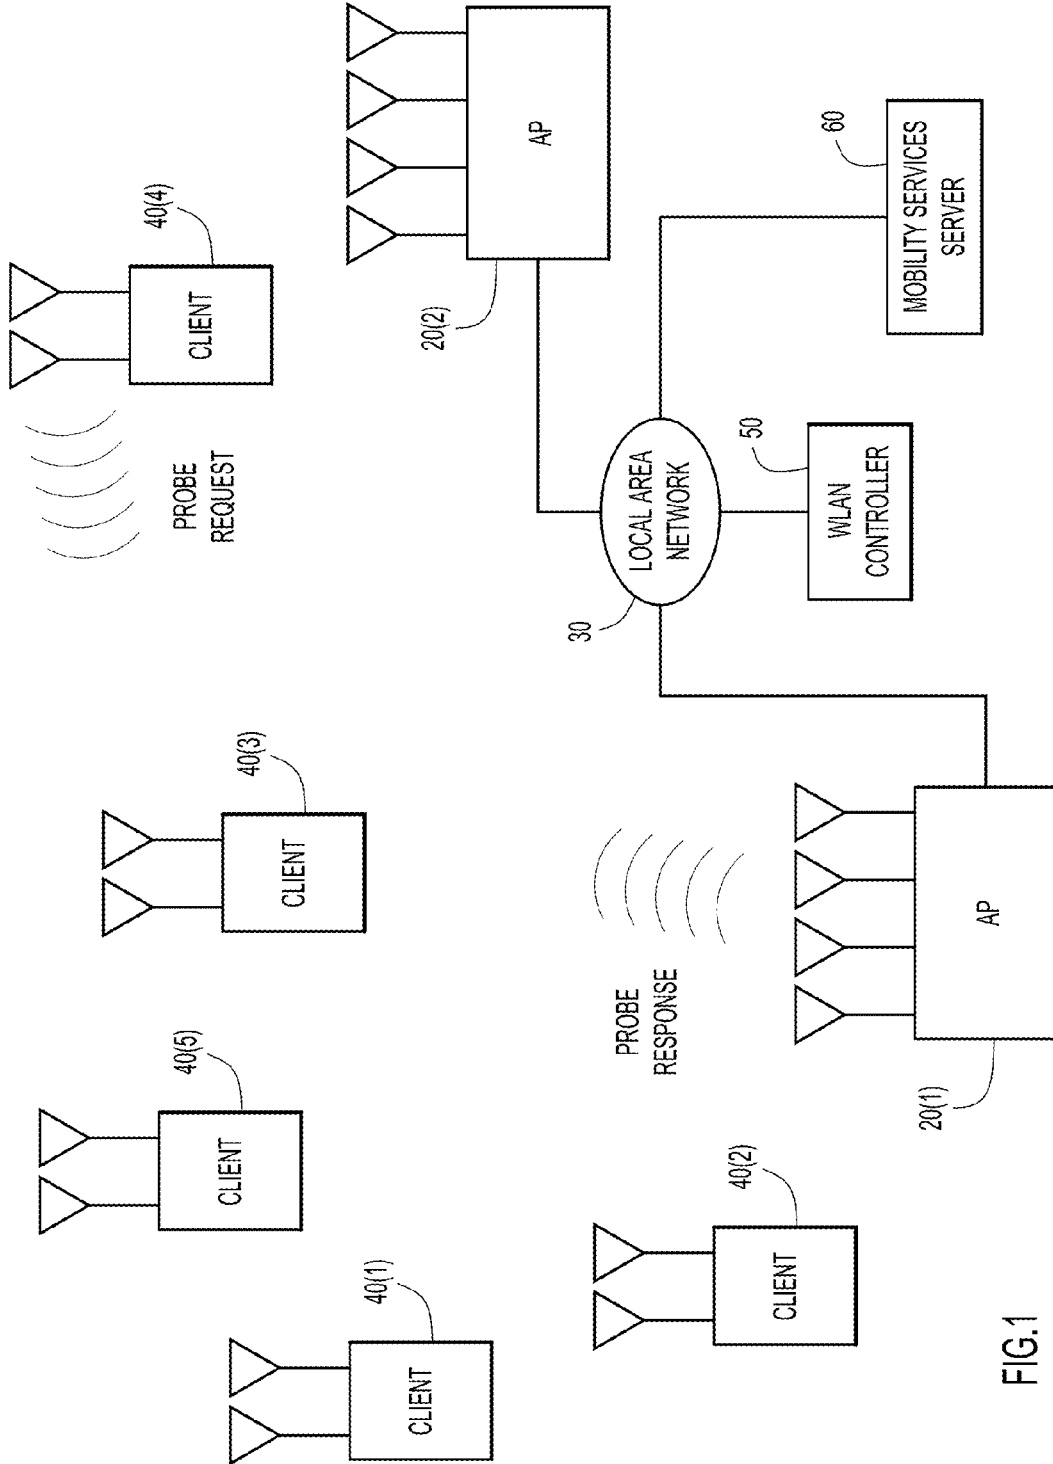 40(1)
CLIENT
40(5)
CLIENT
40(3)
CLIENT
PROBE
REQUEST
40(4)
CLIENT
40(2)
CLIENT
PROBE
RESPONSE
20(1)
AP
30
LOCAL AREA
NETWORK
20(2)
AP
50
WLAN
CONTROLLER
60
MOBILITY SERVICES
SERVER
FIG.1